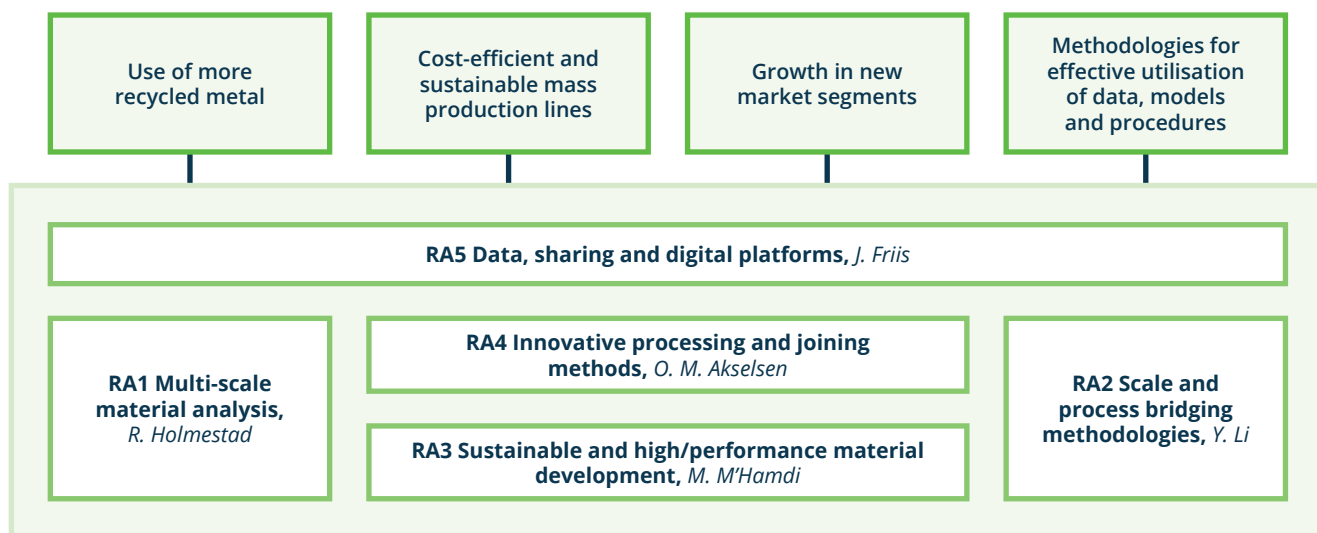 Use of more
recycled metal
Cost-efficient and
sustainable mass
production lines
Growth in new
market segments
Methodologies for
effective utilisation
of data, models
and procedures
RA5 Data, sharing and digital platforms, J. Friis
RA1 Multi-scale
material analysis,
R. Holmestad
RA4 Innovative processing and joining
methods, O. M. Akselsen
RA3 Sustainable and high/performance material
development, M. M’Hamdi
RA2 Scale and
process bridging
methodologies, Y. Li